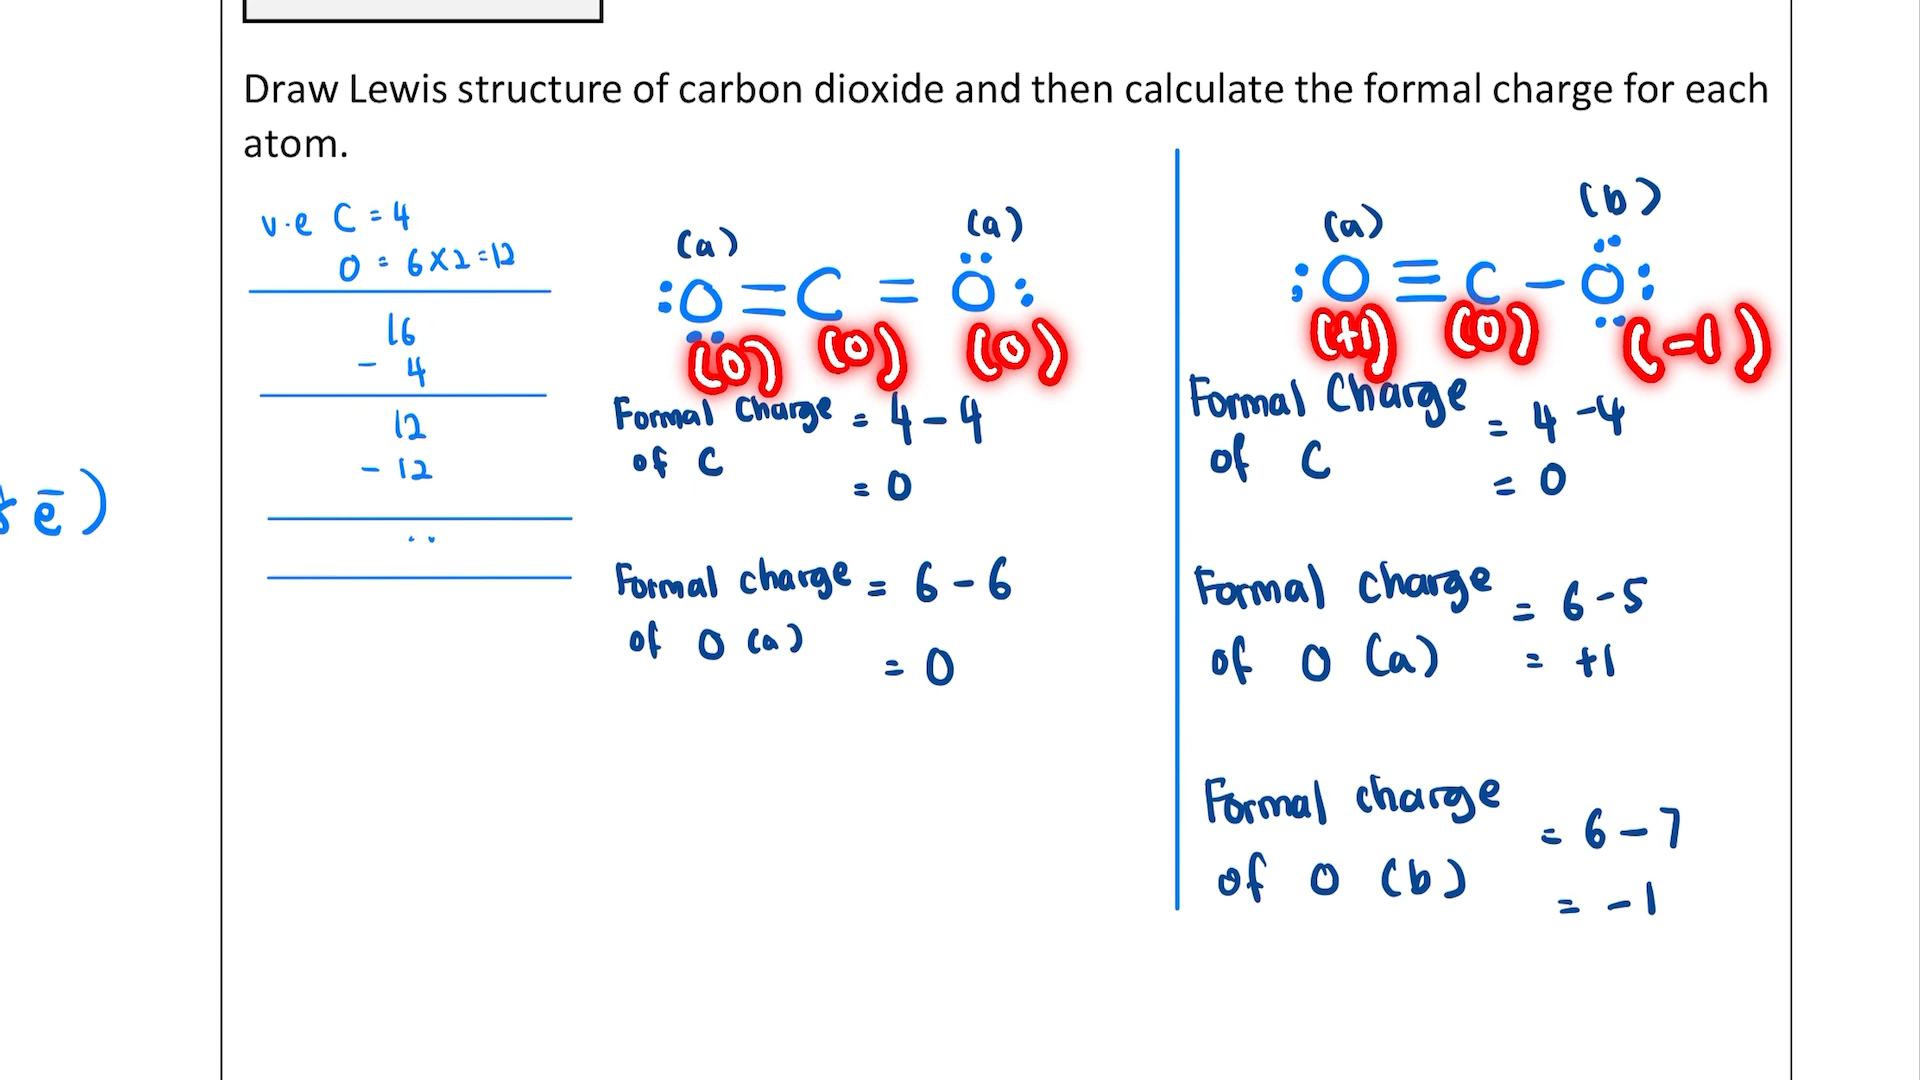 Draw Lewis structure of carbon dioxide and then calculate the formal charge for each
atom.
v.e C = 4
O = 6 x 2 = 12
16
- 4
12
- 12
..
ē)
(a) (a)
:O = C = O:
(0) (0) (0)
Formal Charge = 4 - 4
of C
= 0
Formal charge = 6 - 6
of O (a)
= 0
(a) (b)
:O ≡ C - O:
(+1) (0) (-1)
Formal Charge = 4 - 4
of C = 0
Formal charge = 6 - 5
of O (a) = +1
Formal charge = 6 - 7
of O (b) = -1